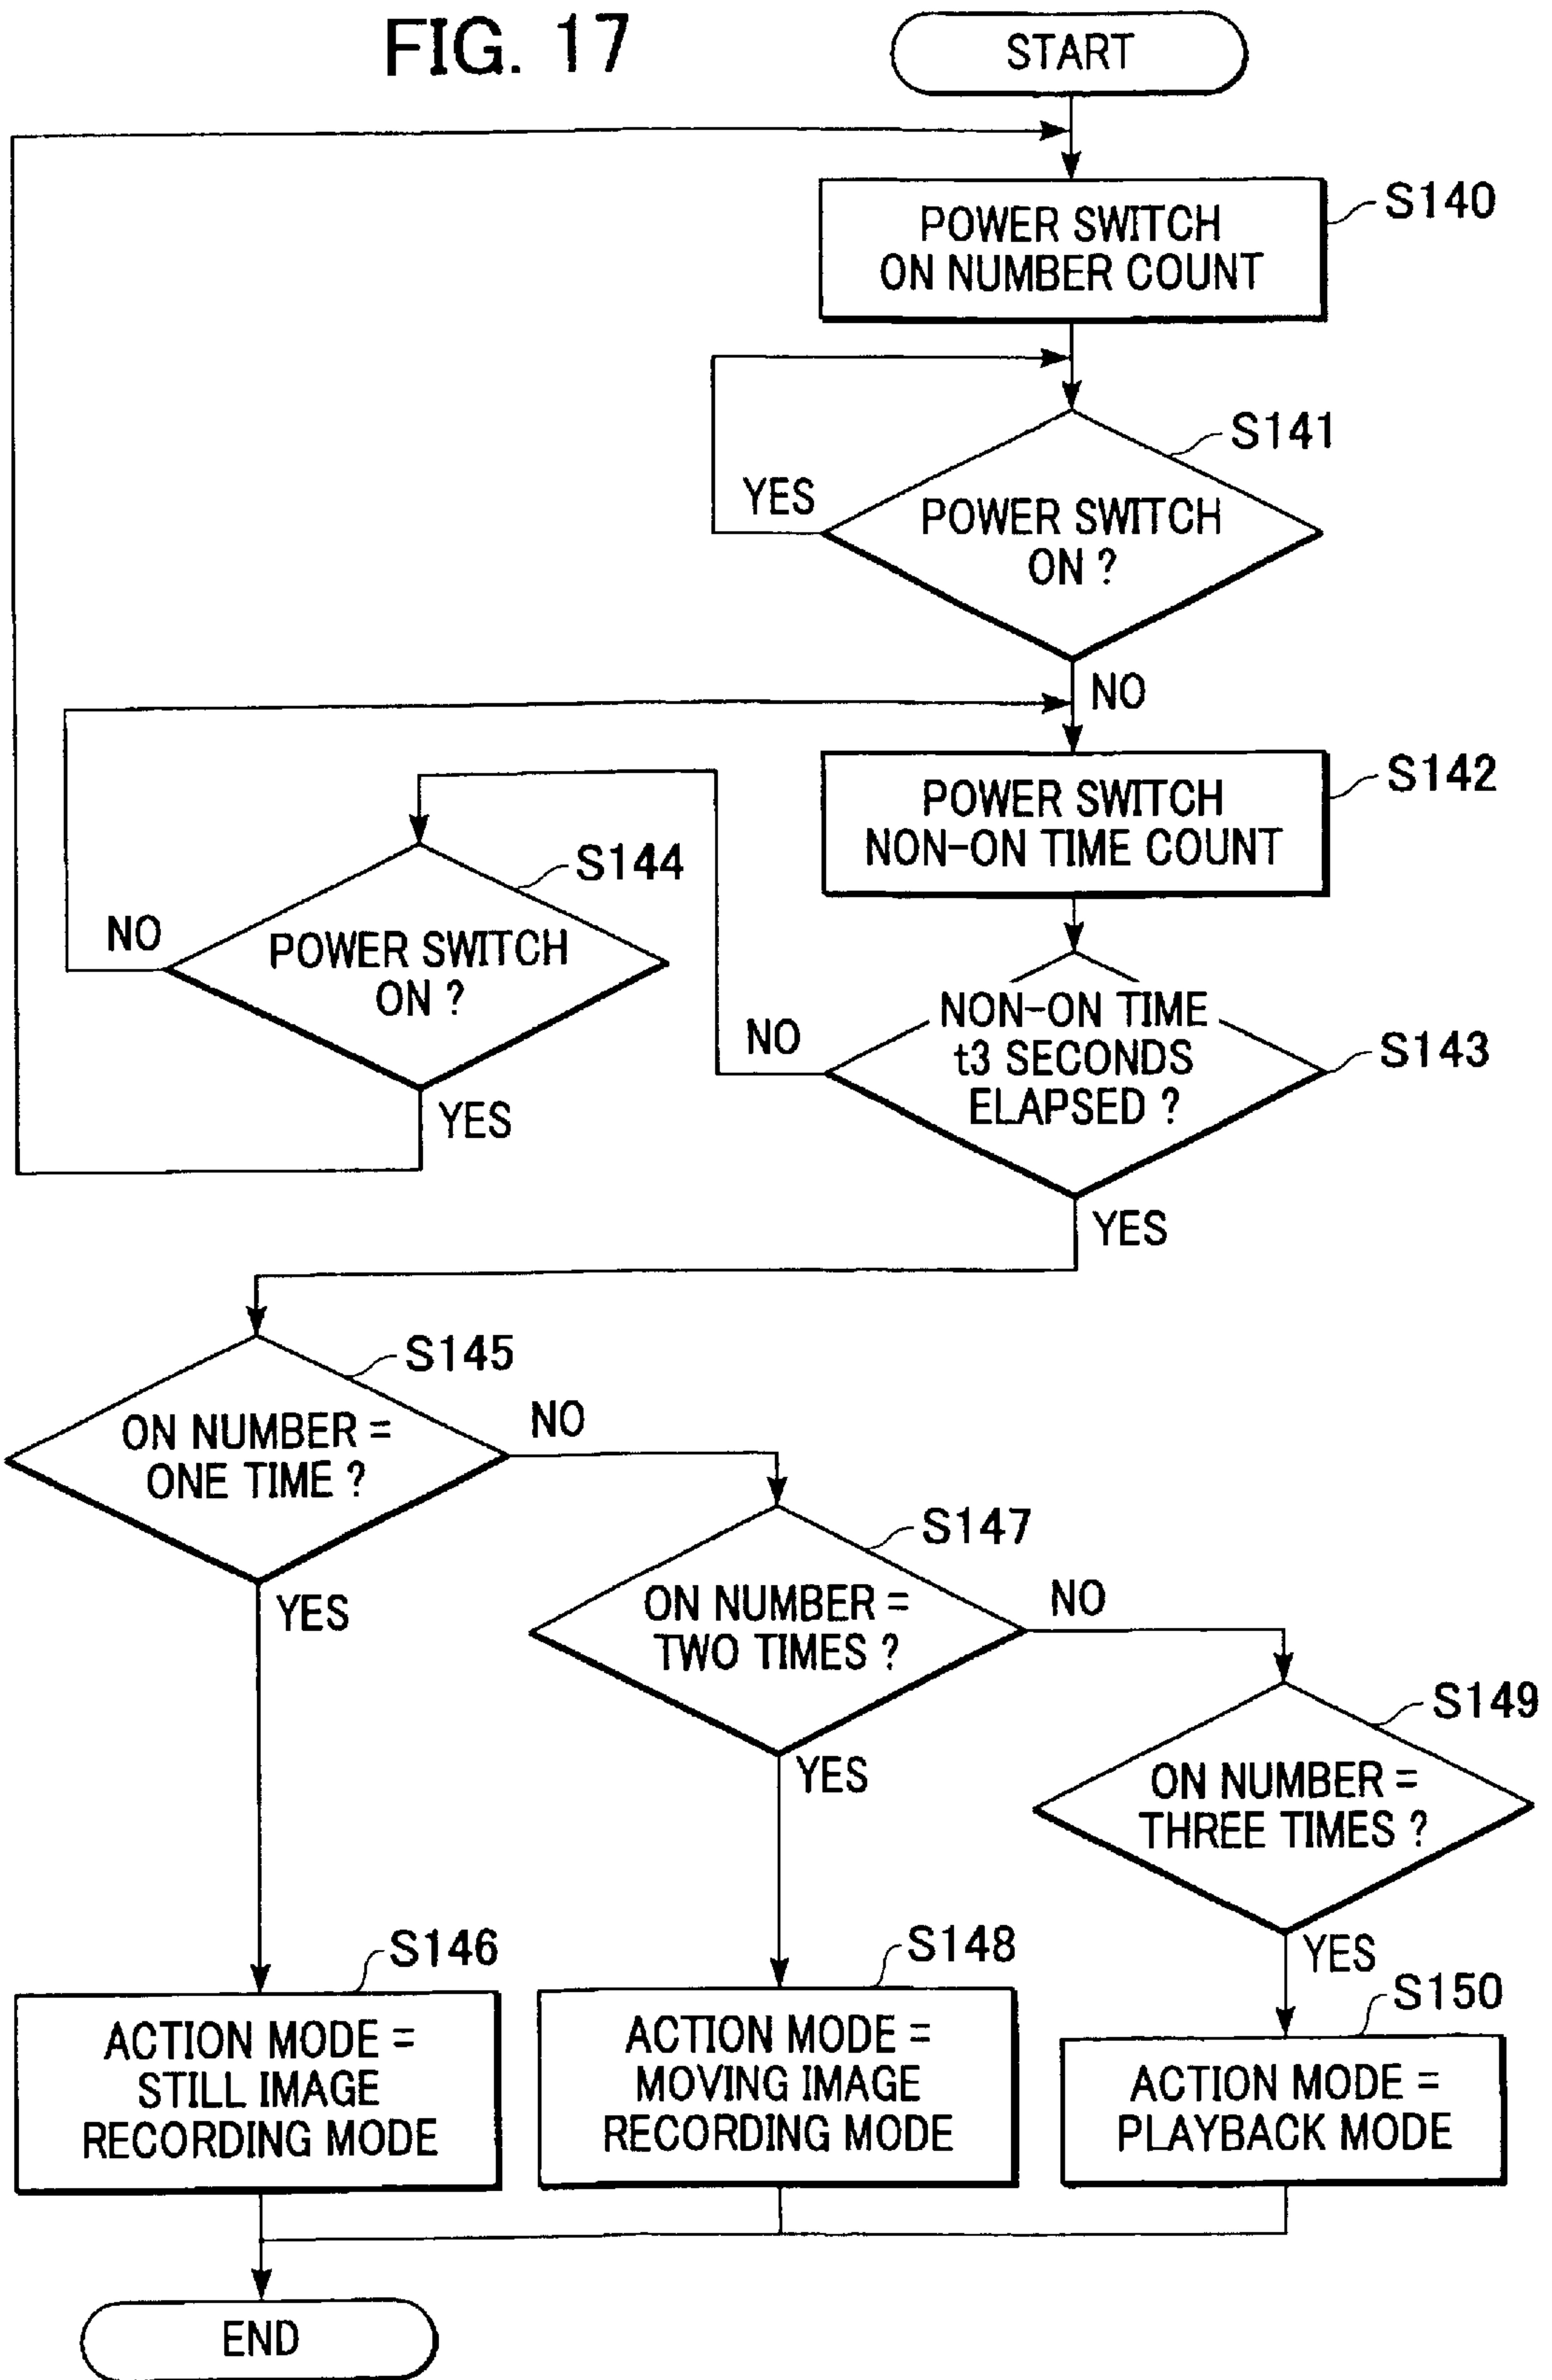 FIG. 17
START
POWER SWITCH
ON NUMBER COUNT
S140
S141
YES
POWER SWITCH
ON ?
NO
POWER SWITCH
NON-ON TIME COUNT
S142
S144
NO
POWER SWITCH
ON ?
YES
NO
NON-ON TIME
t3 SECONDS
ELAPSED ?
S143
YES
S145
ON NUMBER =
ONE TIME ?
NO
YES
S147
ON NUMBER =
TWO TIMES ?
NO
YES
S149
ON NUMBER =
THREE TIMES ?
YES
S146
ACTION MODE =
STILL IMAGE
RECORDING MODE
S148
ACTION MODE =
MOVING IMAGE
RECORDING MODE
S150
ACTION MODE =
PLAYBACK MODE
END